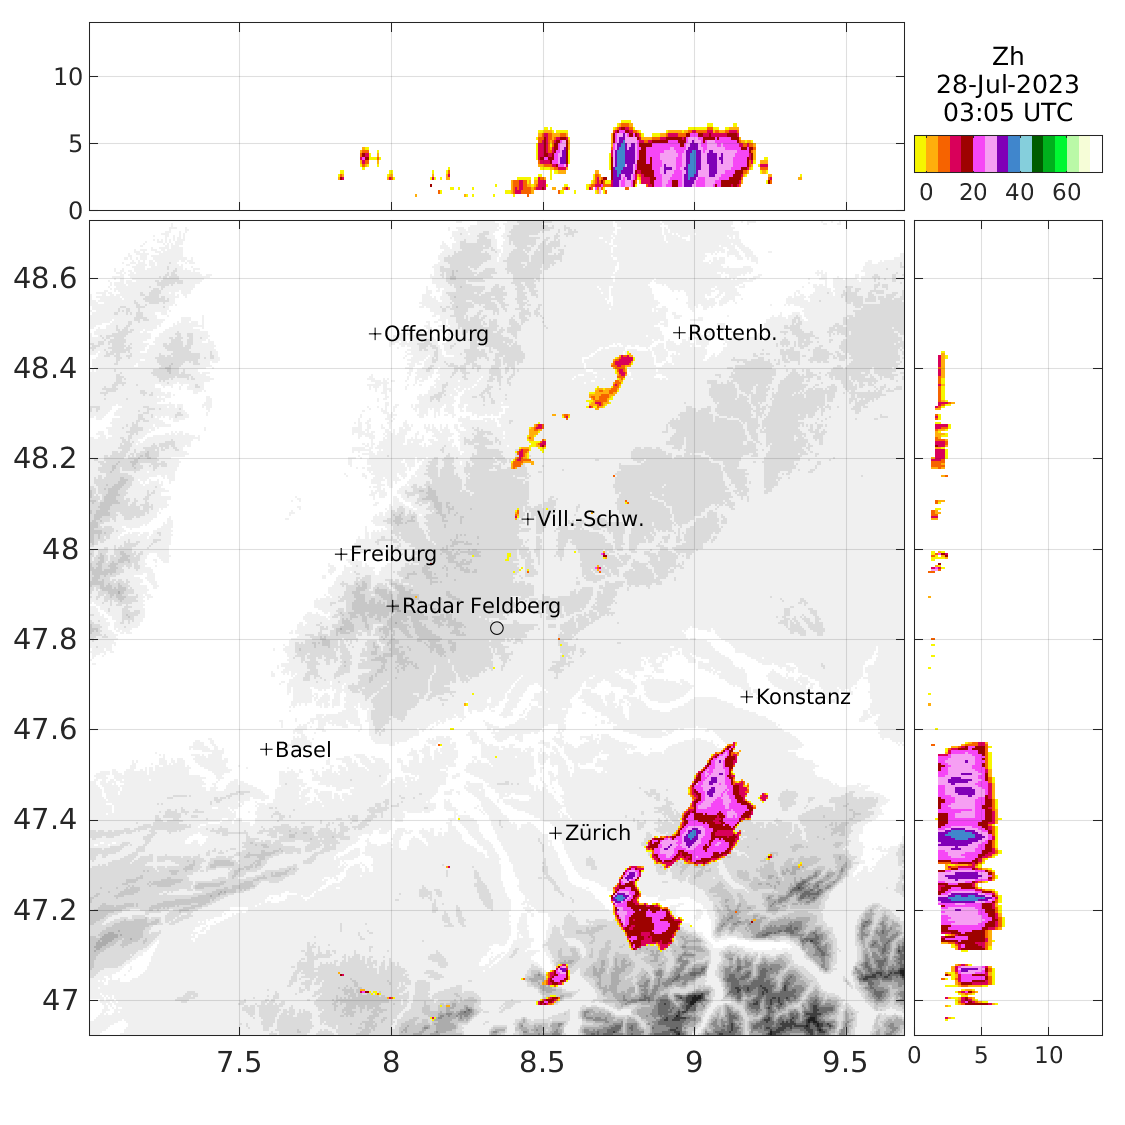 Zh
28-Jul-2023
03:05 UTC
0 20 40 60
10
5
0
48.6
48.4
48.2
48
47.8
47.6
47.4
47.2
47
+Offenburg
+Rottenb.
+Vill.-Schw.
+Freiburg
+Radar Feldberg
+Konstanz
+Basel
+Zürich
7.5 8 8.5 9 9.5
0 5 10